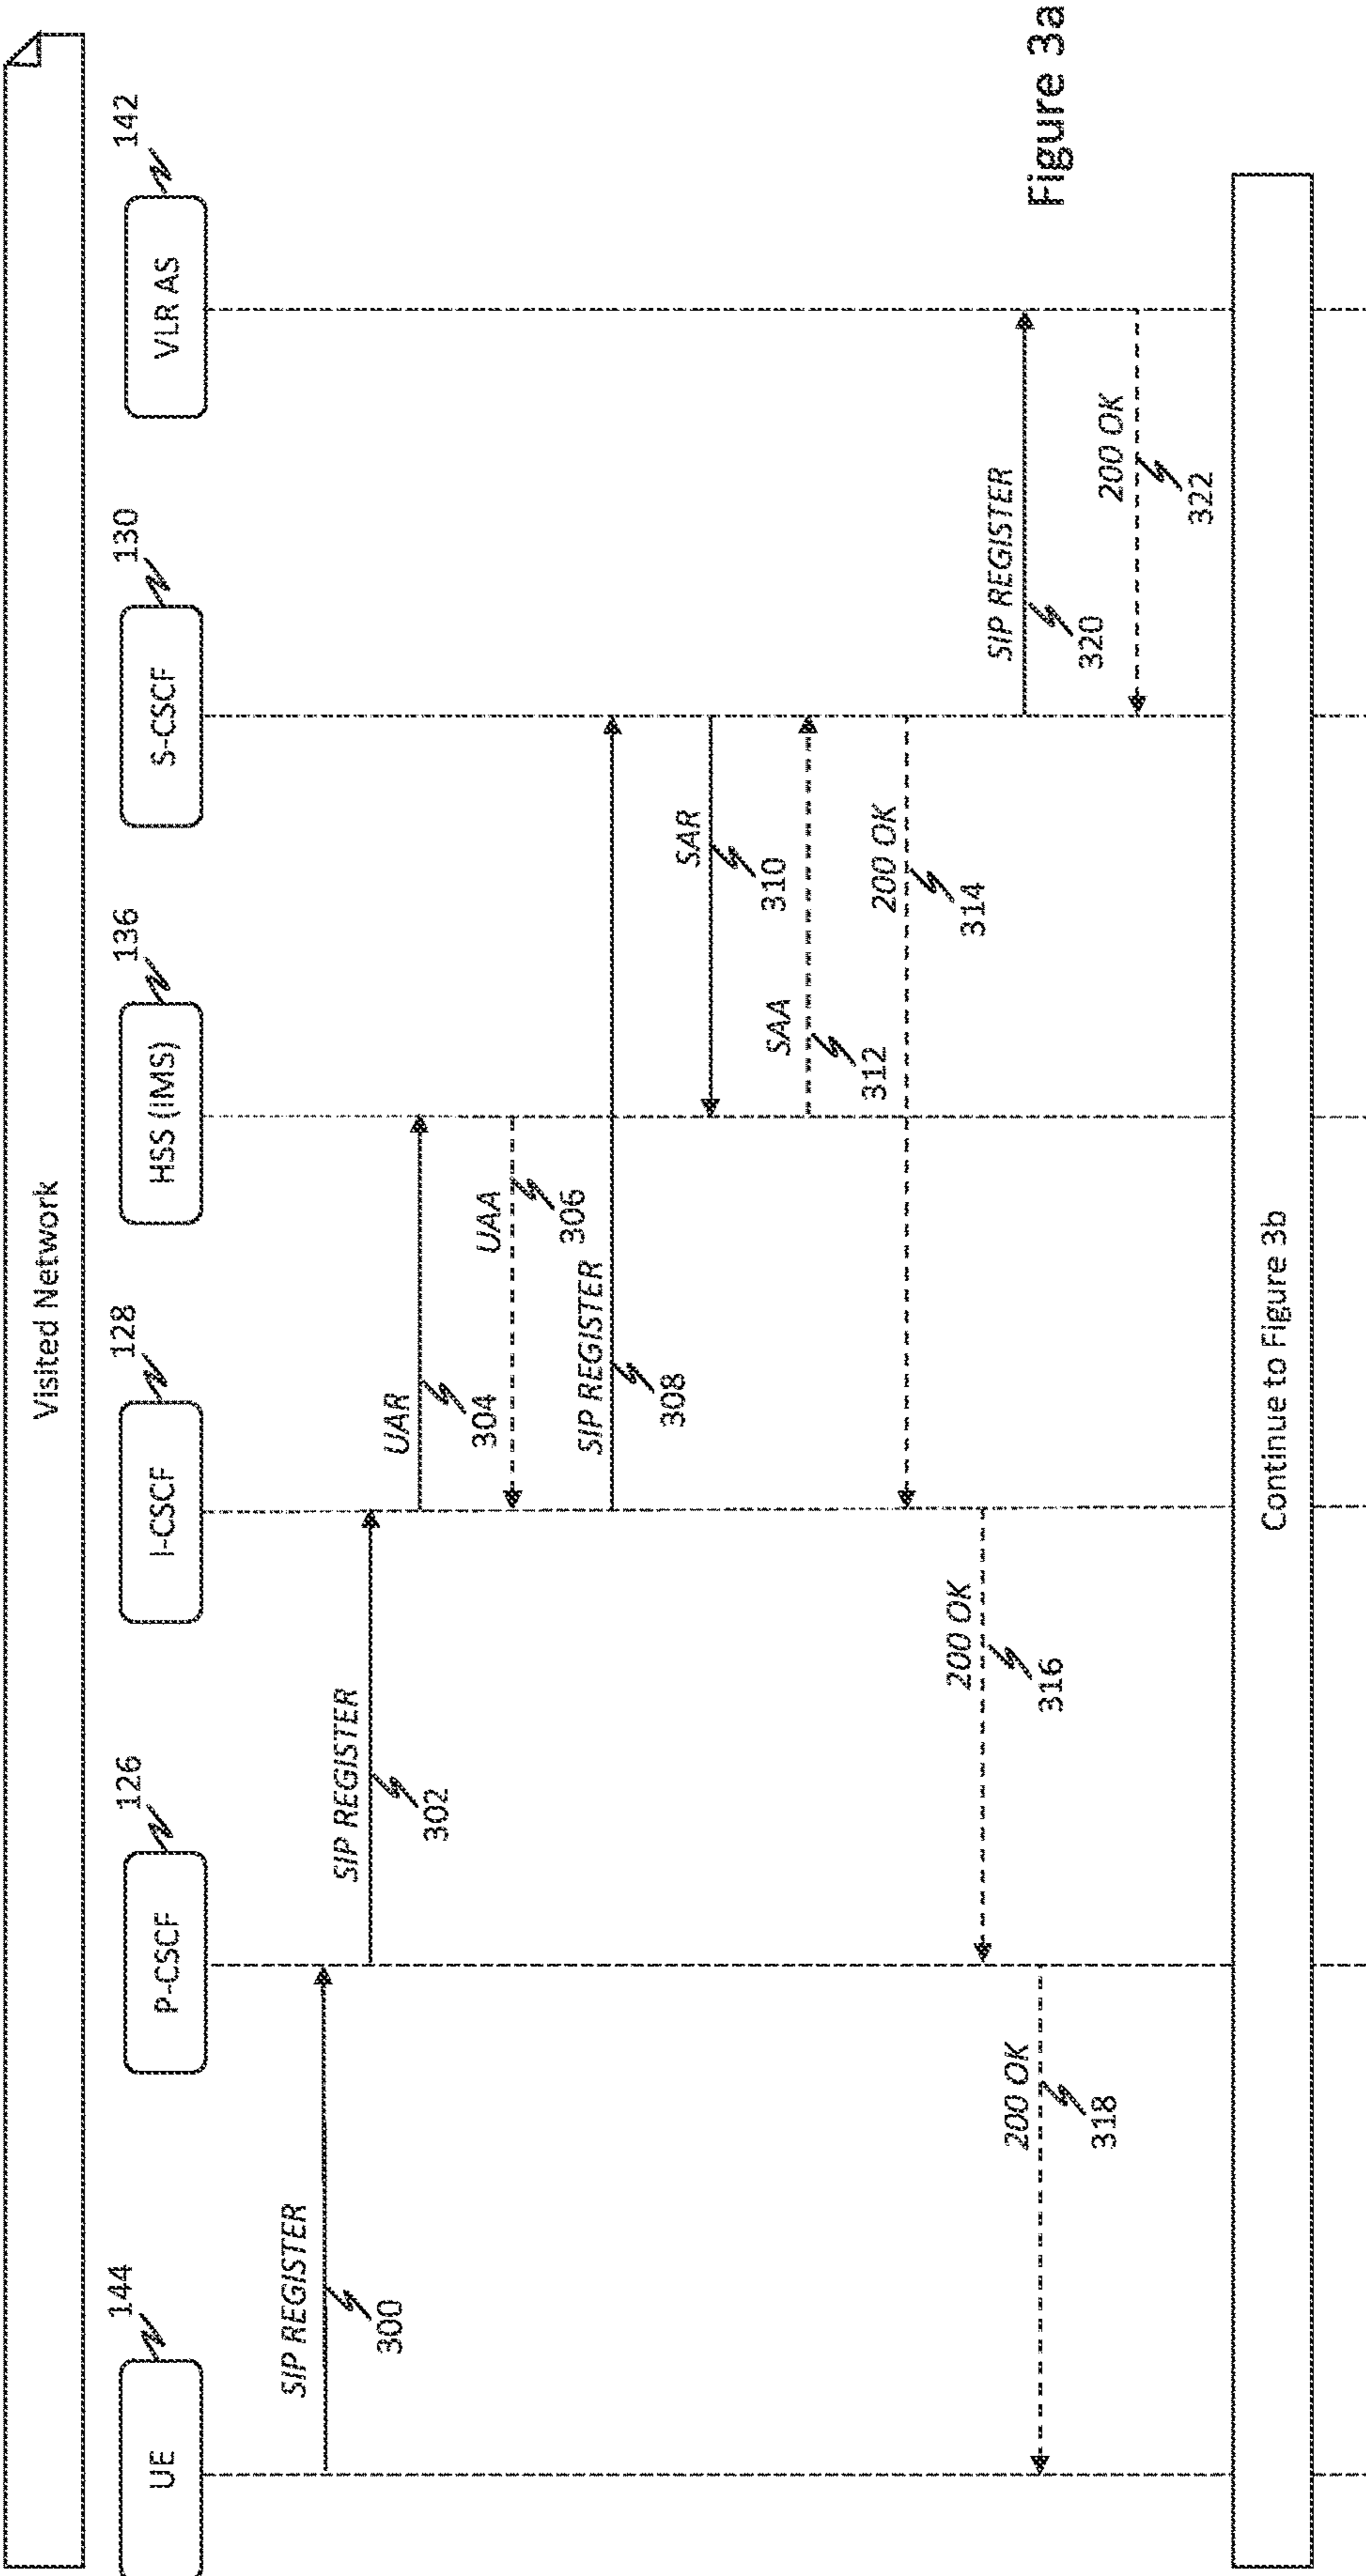 Visited Network
144
126
128
136
130
142
UE
P-CSCF
I-CSCF
HSS (IMS)
S-CSCF
VLR AS
SIP REGISTER
300
SIP REGISTER
302
UAR
304
UAA
306
SIP REGISTER
308
SAR
310
SAA
312
200 OK
314
200 OK
316
200 OK
318
SIP REGISTER
320
200 OK
322
Figure 3a
Continue to Figure 3b